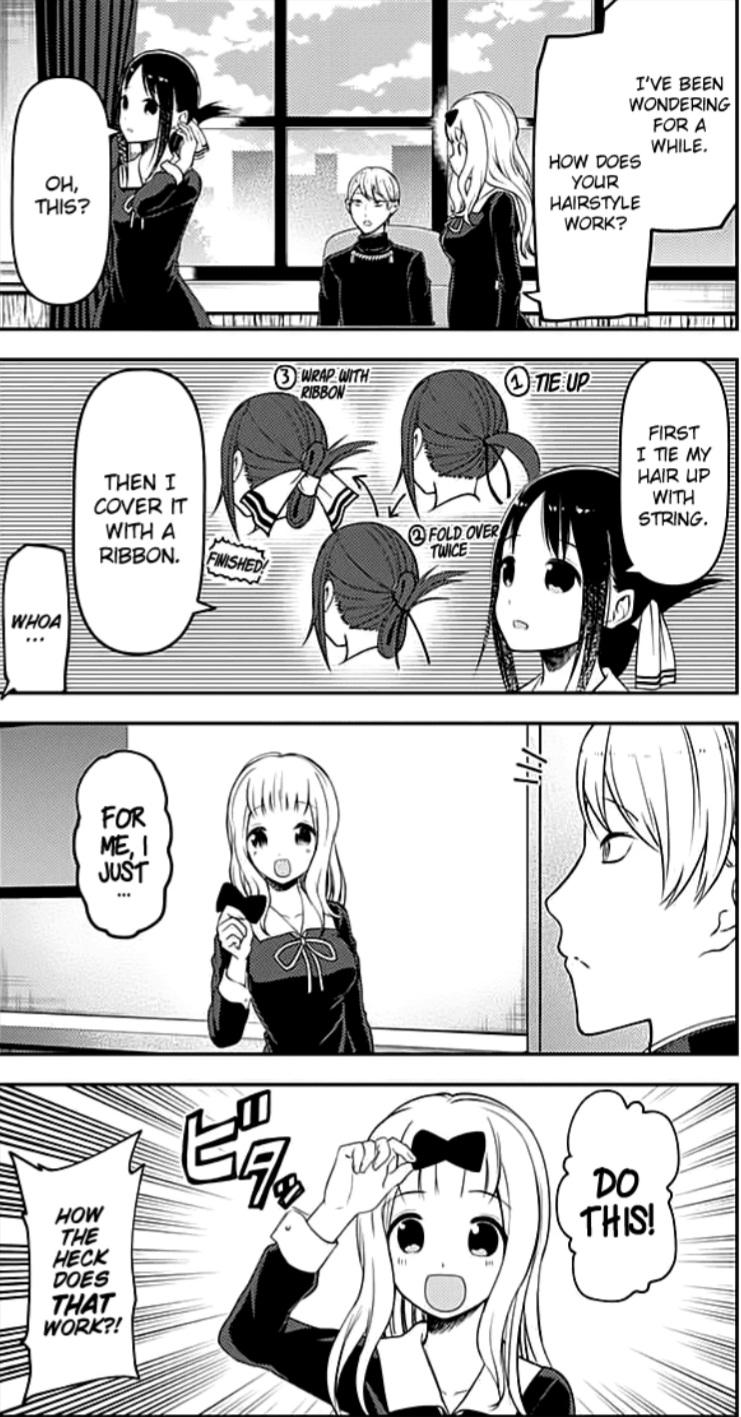 I'VE BEEN
WONDERING
FOR A
WHILE.
HOW DOES
YOUR
HAIRSTYLE
WORK?
OH,
THIS?
FIRST
I TIE MY
HAIR UP
WITH
STRING.
① TIE UP
② FOLD OVER
TWICE
③ WRAP WITH
RIBBON
FINISHED!
THEN I
COVER IT
WITH A
RIBBON.
WHOA
...
FOR
ME, I
JUST
...
DO
THIS!
ビタッ
HOW
THE
HECK
DOES
THAT
WORK?!